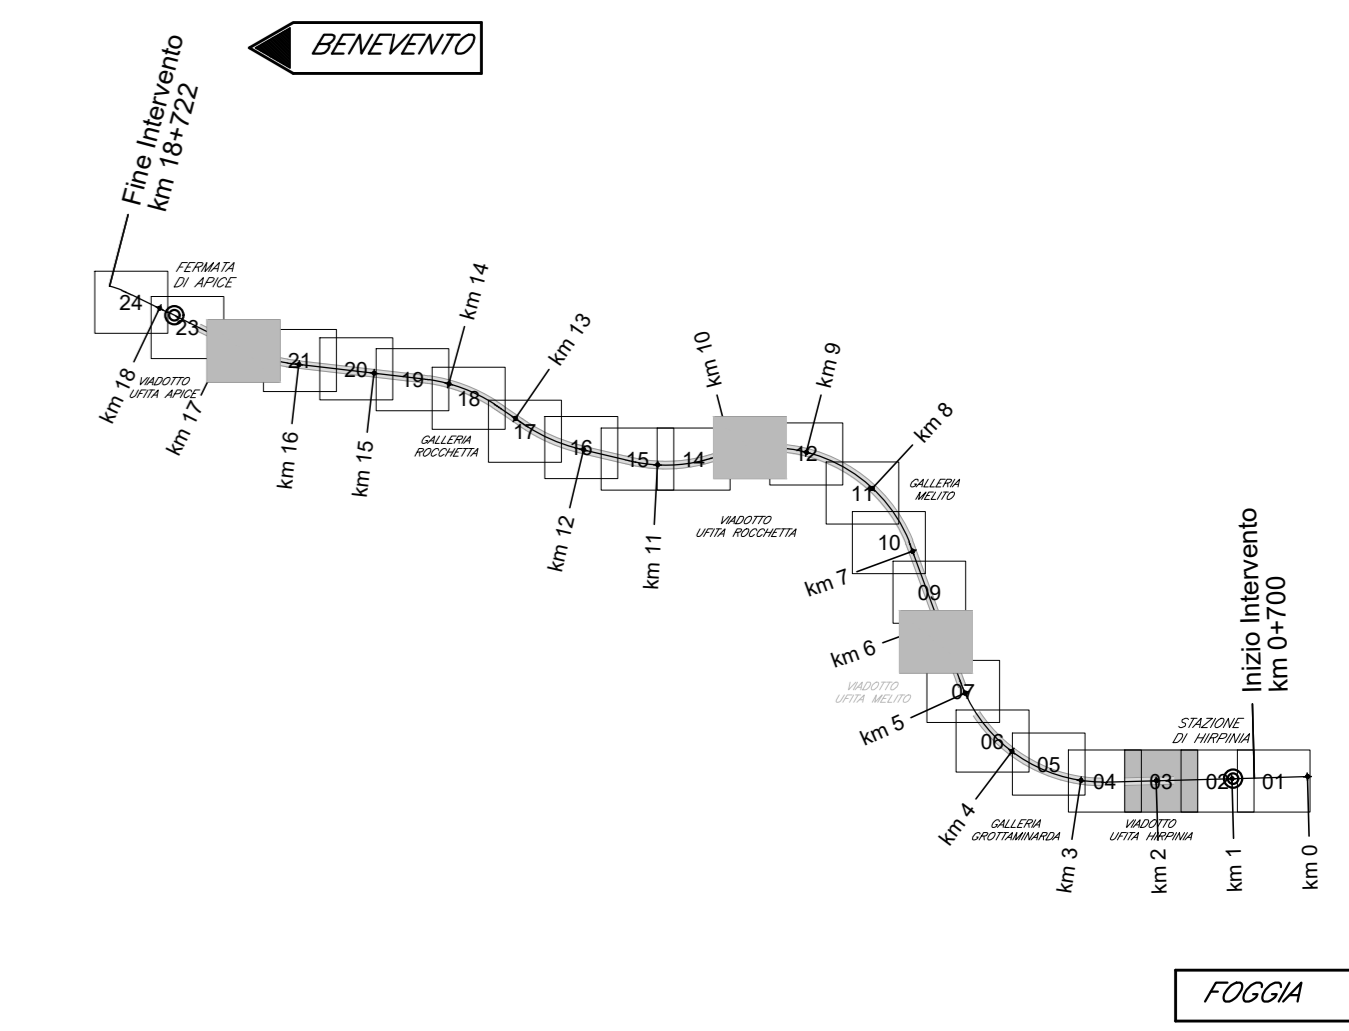 BENEVENTO
Fine Intervento
km 18+722
FERMATA
DI APICE
24
23
km 18
VIADOTTO
UFITA APICE
km 17
21
km 16
20
km 15
19
km 14
18
GALLERIA
ROCCHETTA
km 13
17
16
km 12
15
km 11
14
km 10
VIADOTTO
UFITA ROCCHETTA
km 9
12
km 8
11
GALLERIA
MELITO
10
km 7
09
km 6
VIADOTTO
UFITA MELITO
07
km 5
06
km 4
05
GALLERIA
GROTTAMINARDA
km 3
04
03
VIADOTTO
UFITA HIRPINIA
km 2
STAZIONE
DI HIRPINIA
02
km 1
Inizio Intervento
km 0+700
01
km 0
FOGGIA